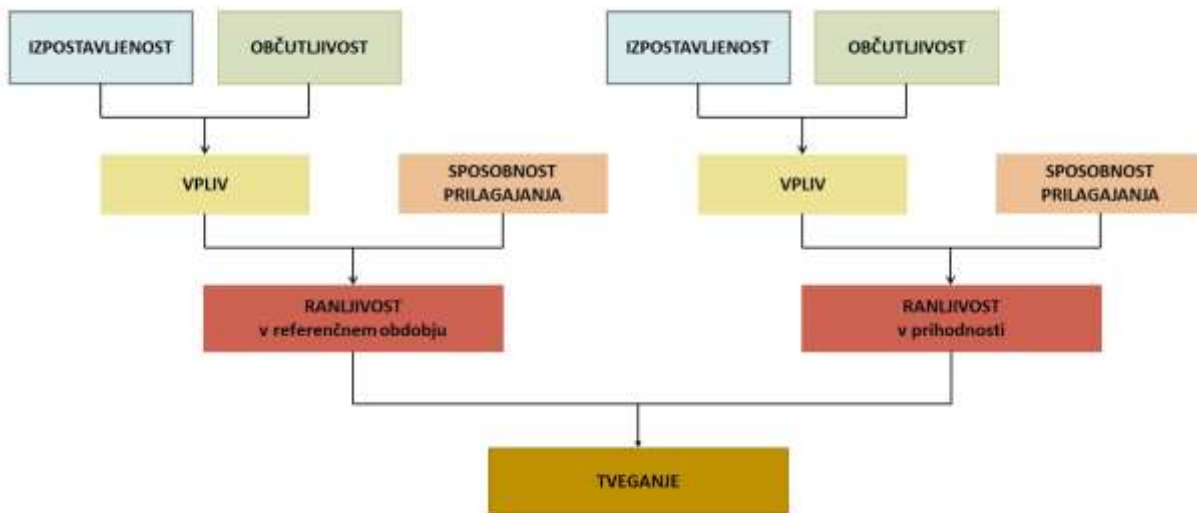 IZPOSTAVLJENOST
OBČUTLJIVOST
IZPOSTAVLJENOST
OBČUTLJIVOST
VPLIV
SPOSOBNOST
PRILAGAJANJA
VPLIV
SPOSOBNOST
PRILAGAJANJA
RANLJIVOST
v referenčnem obdobju
RANLJIVOST
v prihodnosti
TVEGANJE